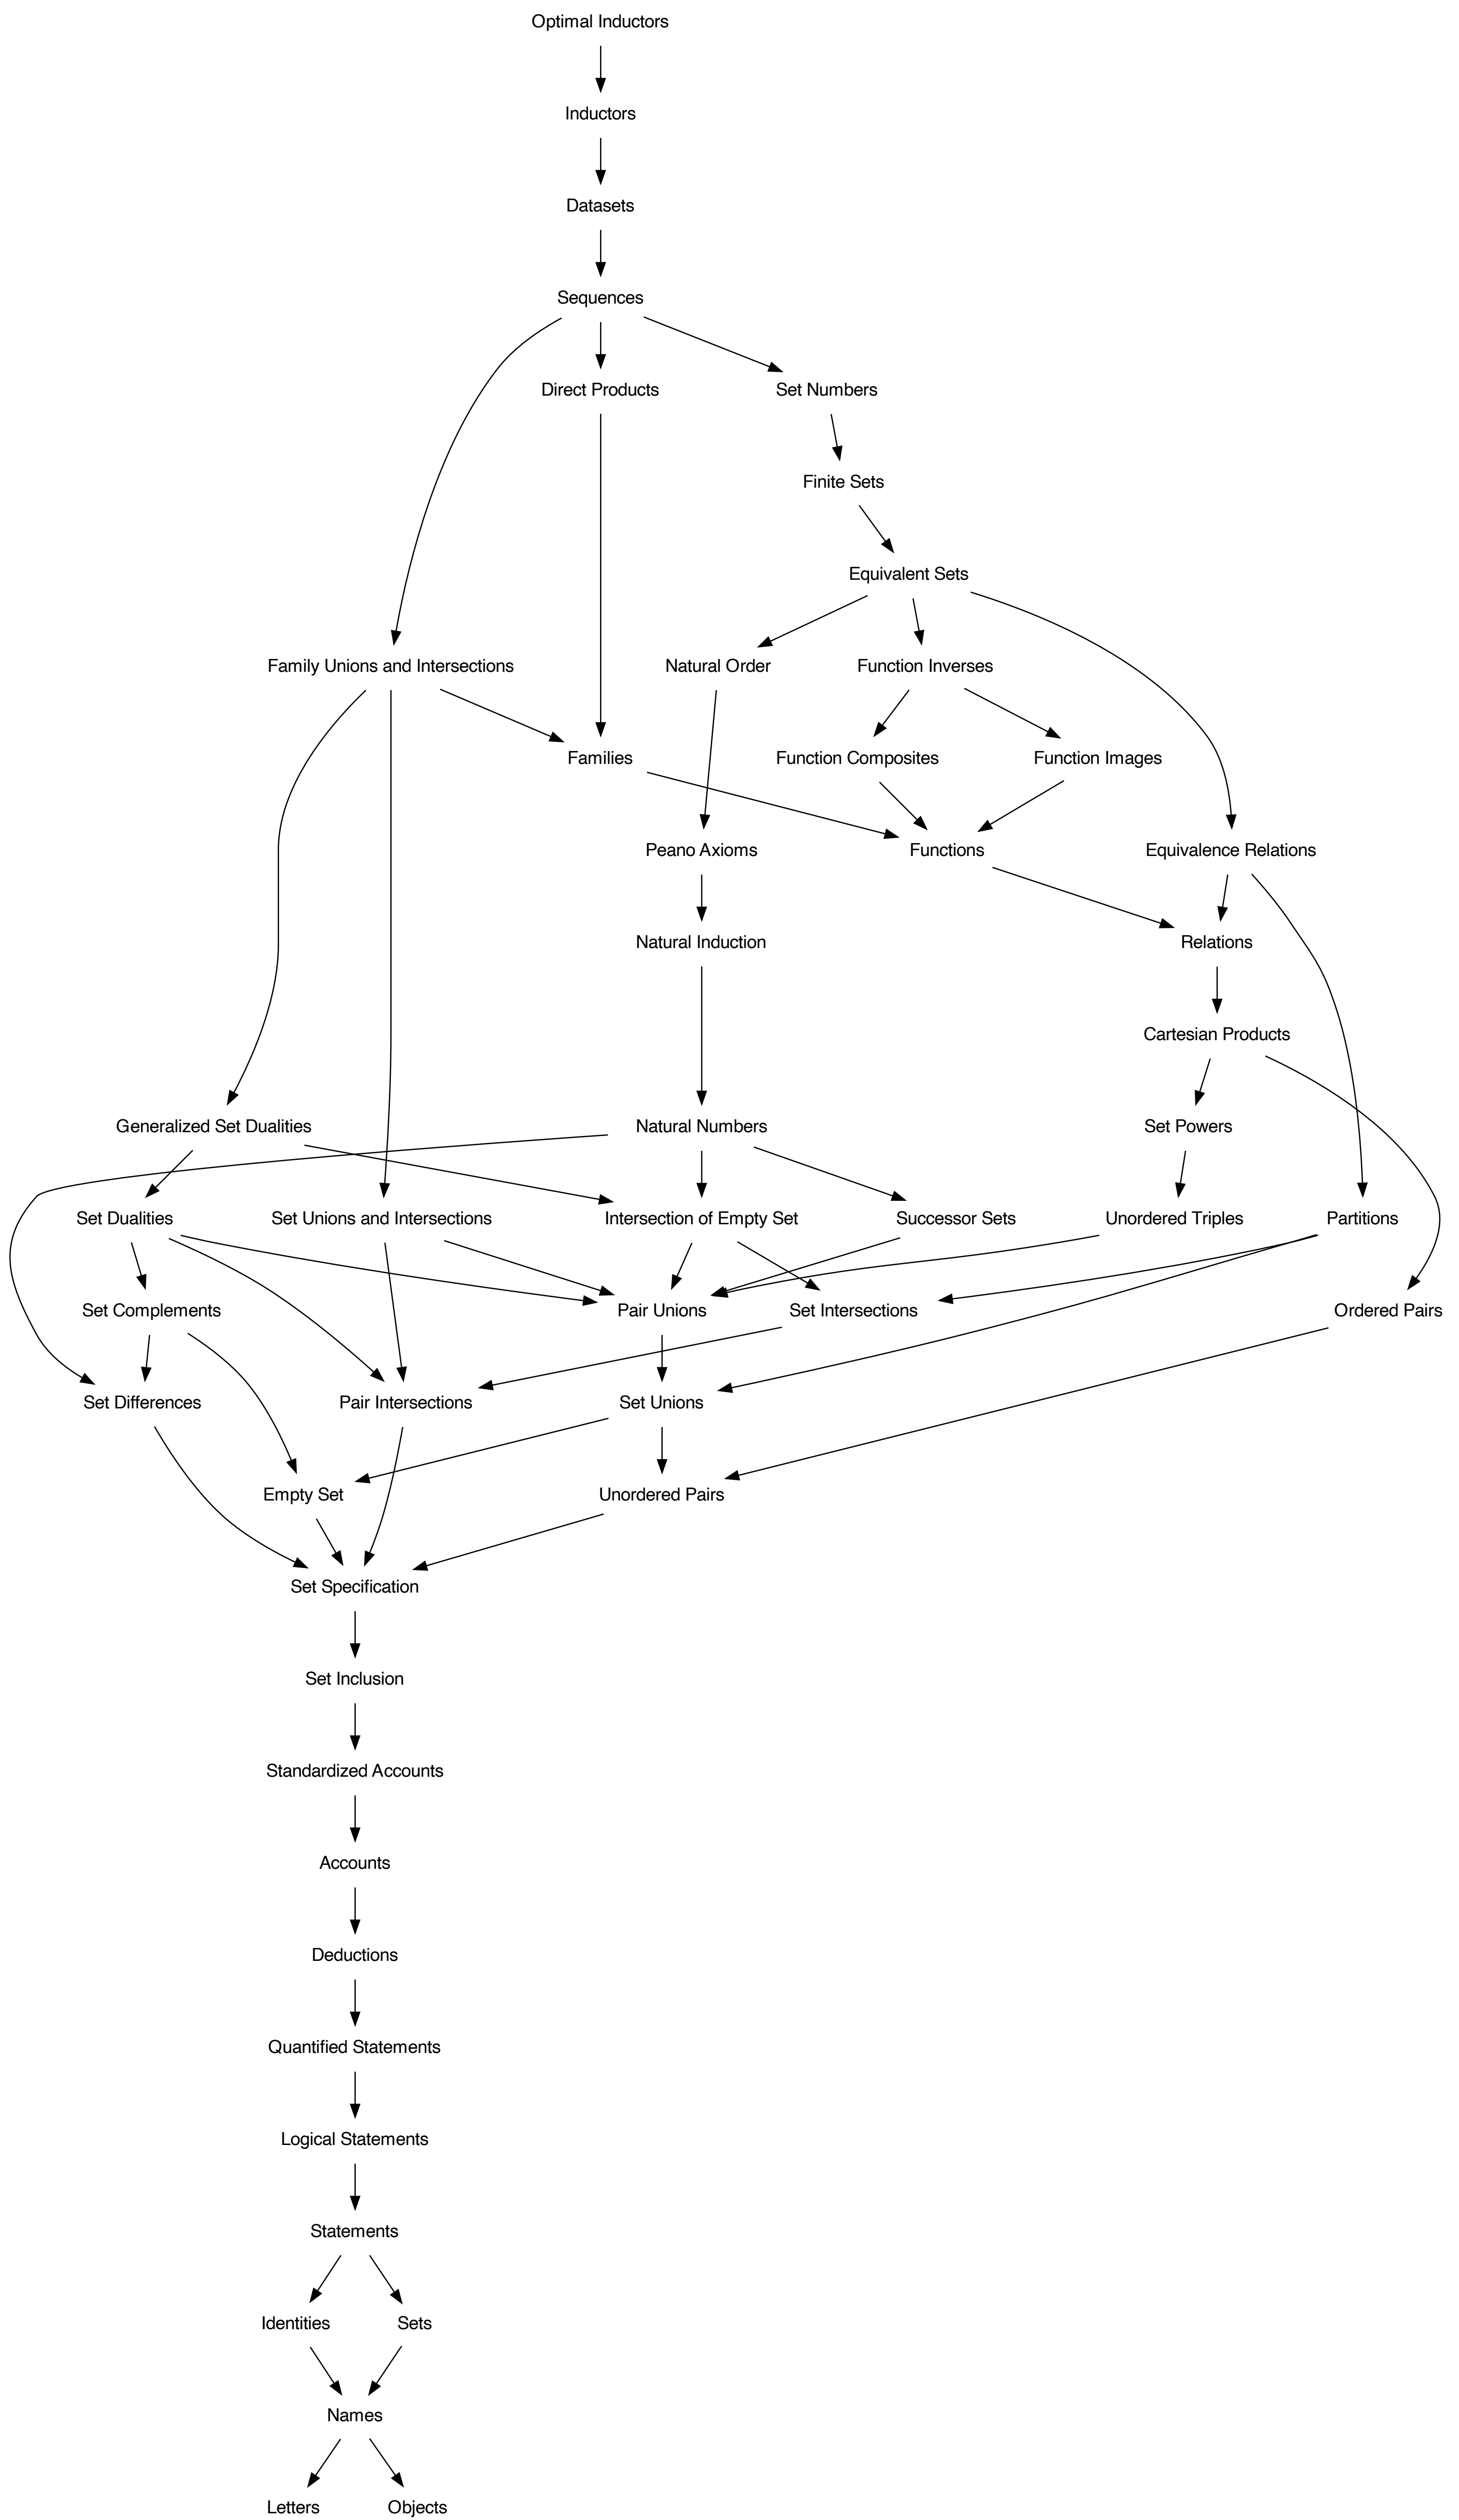 Optimal Inductors
Inductors
Datasets
Sequences
Direct Products
Set Numbers
Finite Sets
Equivalent Sets
Family Unions and Intersections
Natural Order
Function Inverses
Families
Function Composites
Function Images
Peano Axioms
Functions
Equivalence Relations
Natural Induction
Relations
Cartesian Products
Generalized Set Dualities
Natural Numbers
Set Powers
Set Dualities
Set Unions and Intersections
Intersection of Empty Set
Successor Sets
Unordered Triples
Partitions
Set Complements
Pair Unions
Set Intersections
Ordered Pairs
Set Differences
Pair Intersections
Set Unions
Empty Set
Unordered Pairs
Set Specification
Set Inclusion
Standardized Accounts
Accounts
Deductions
Quantified Statements
Logical Statements
Statements
Identities
Sets
Names
Letters
Objects